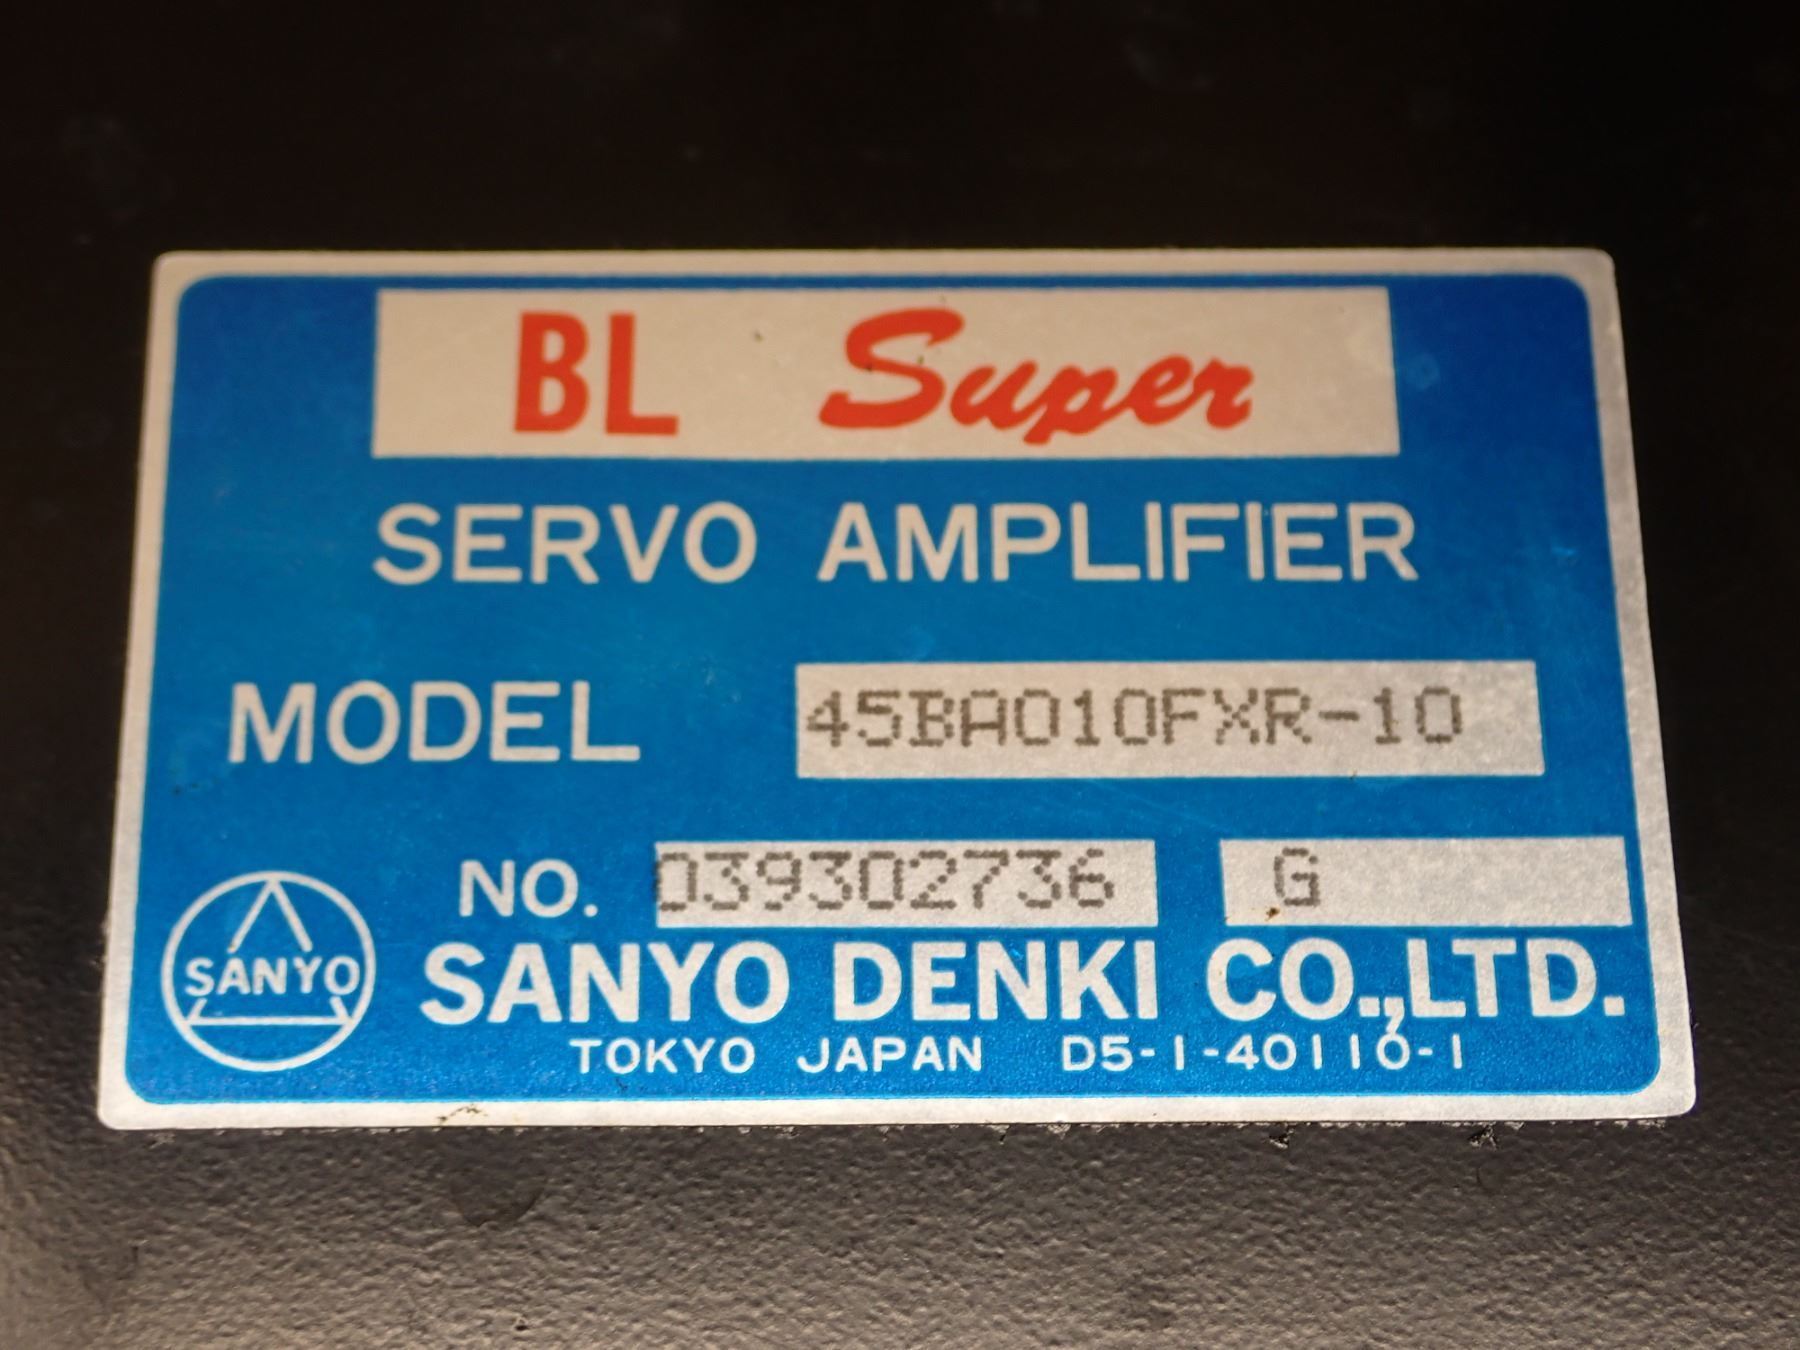 BL Super
SERVO AMPLIFIER
MODEL 45BA010FXR-10
NO. 039302736 G
SANYO
SANYO DENKI CO.,LTD.
TOKYO JAPAN D5-1-40110-1